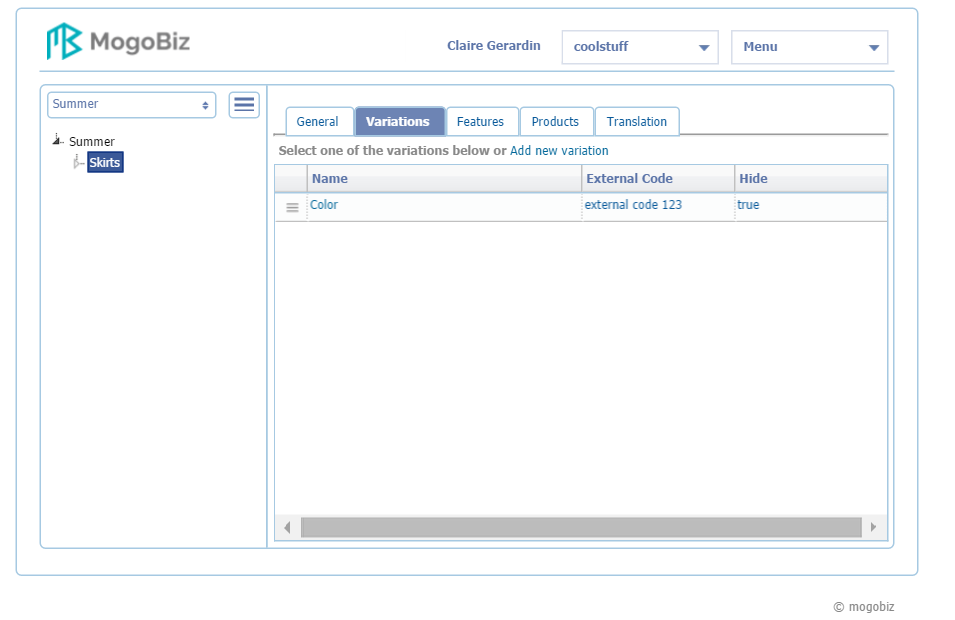 MogoBiz
Claire Gerardin
coolstuff
Menu
Summer
Summer
Skirts
General
Variations
Features
Products
Translation
Select one of the variations below or Add new variation
Name
External Code
Hide
Color
external code 123
true
© mogobiz